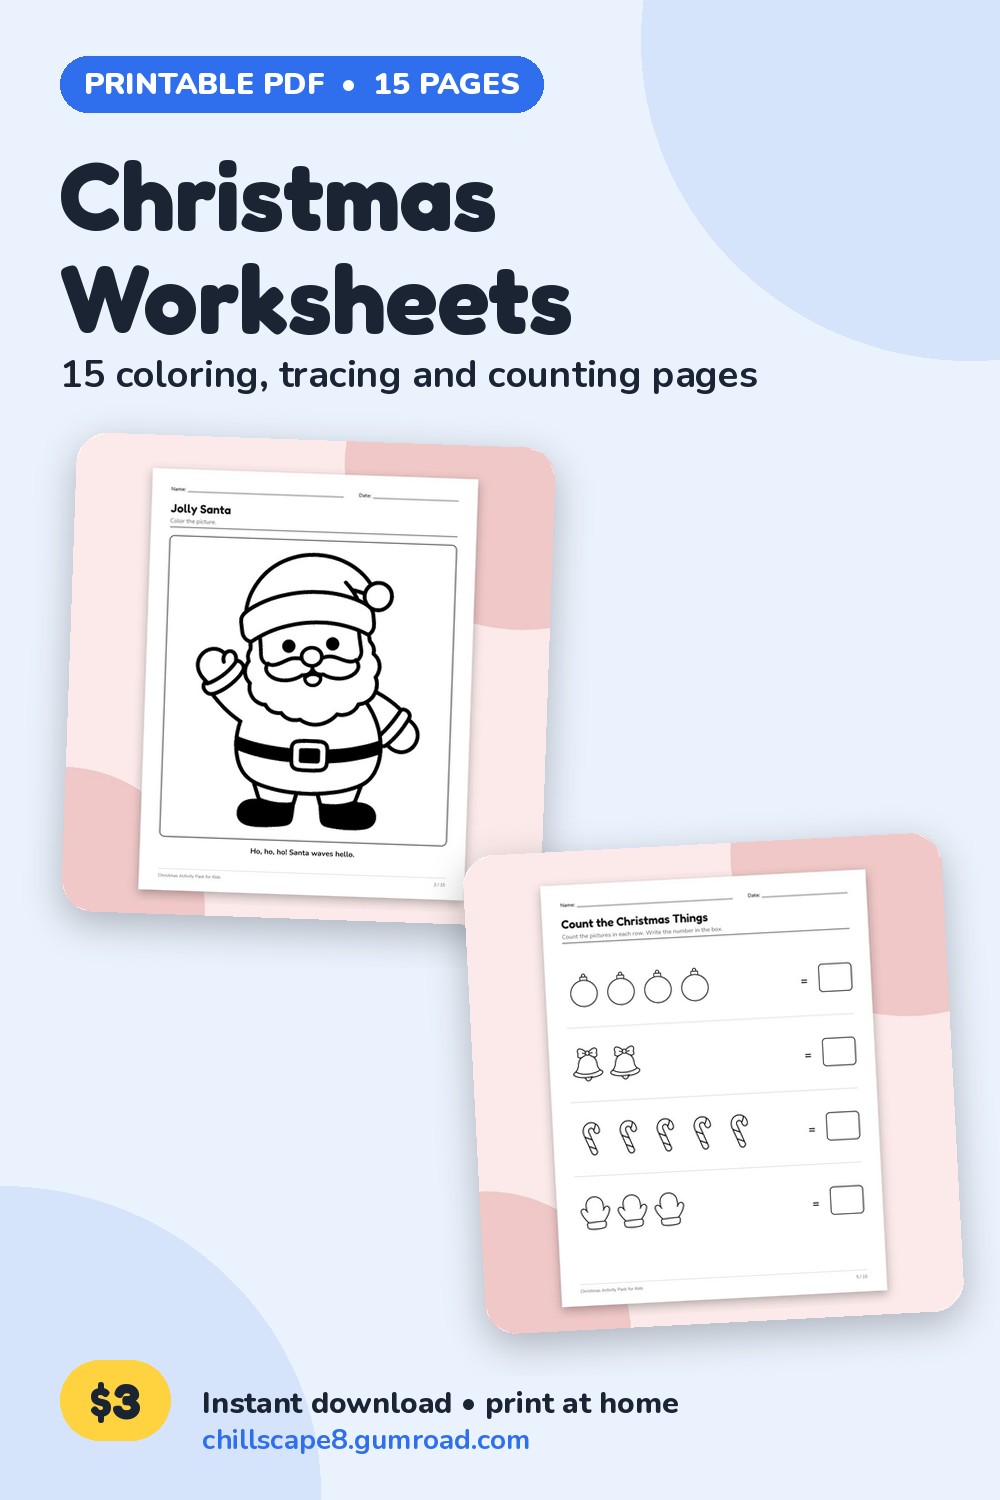 PRINTABLE PDF • 15 PAGES
Christmas
Worksheets
15 coloring, tracing and counting pages
Name: Date:
Jolly Santa
Color the picture.
Ho, ho, ho! Santa waves hello.
Christmas Activity Pack for Kids
Name: Date:
Count the Christmas Things
Count the pictures in each row. Write the number in the box.
=
=
=
=
Christmas Activity Pack for Kids
$3
Instant download • print at home
chillscape8.gumroad.com